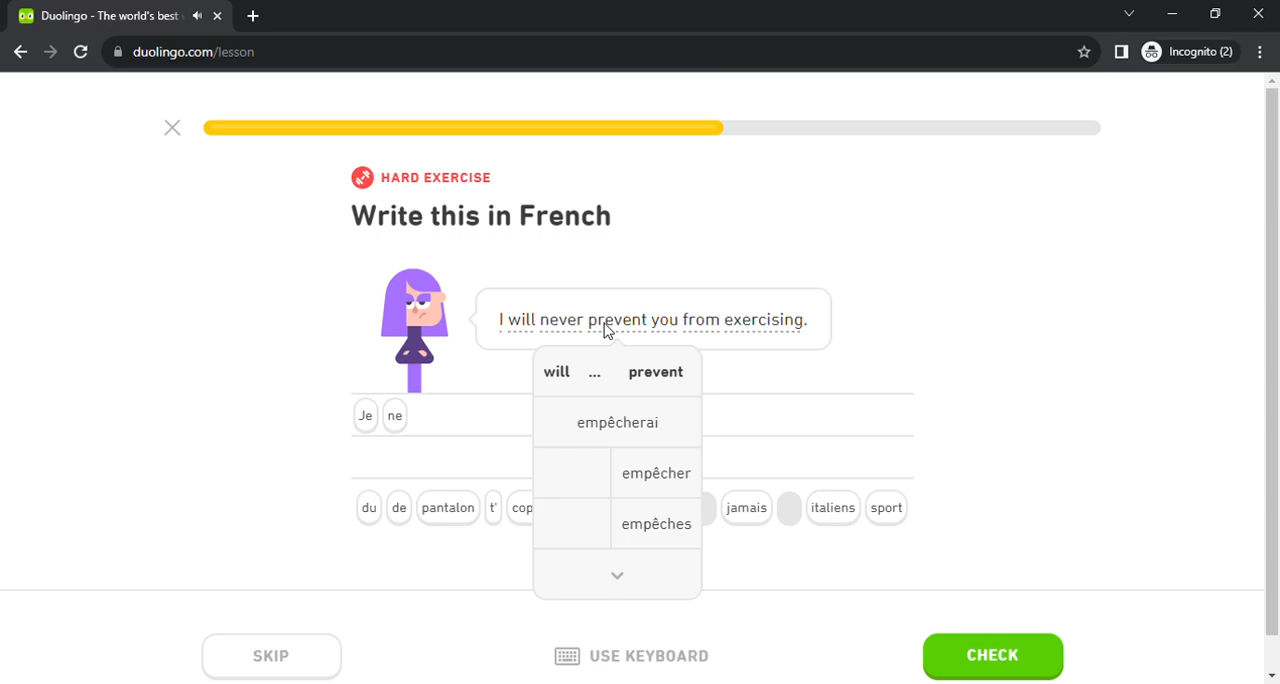 Duolingo - The world's best
duolingo.com/lesson
Incognito (2)
HARD EXERCISE
Write this in French
I will never prevent you from exercising.
will ... prevent
empêcherai
Je ne
empêcher
du de pantalon t' cop jamais italiens sport
empêches
SKIP
USE KEYBOARD
CHECK